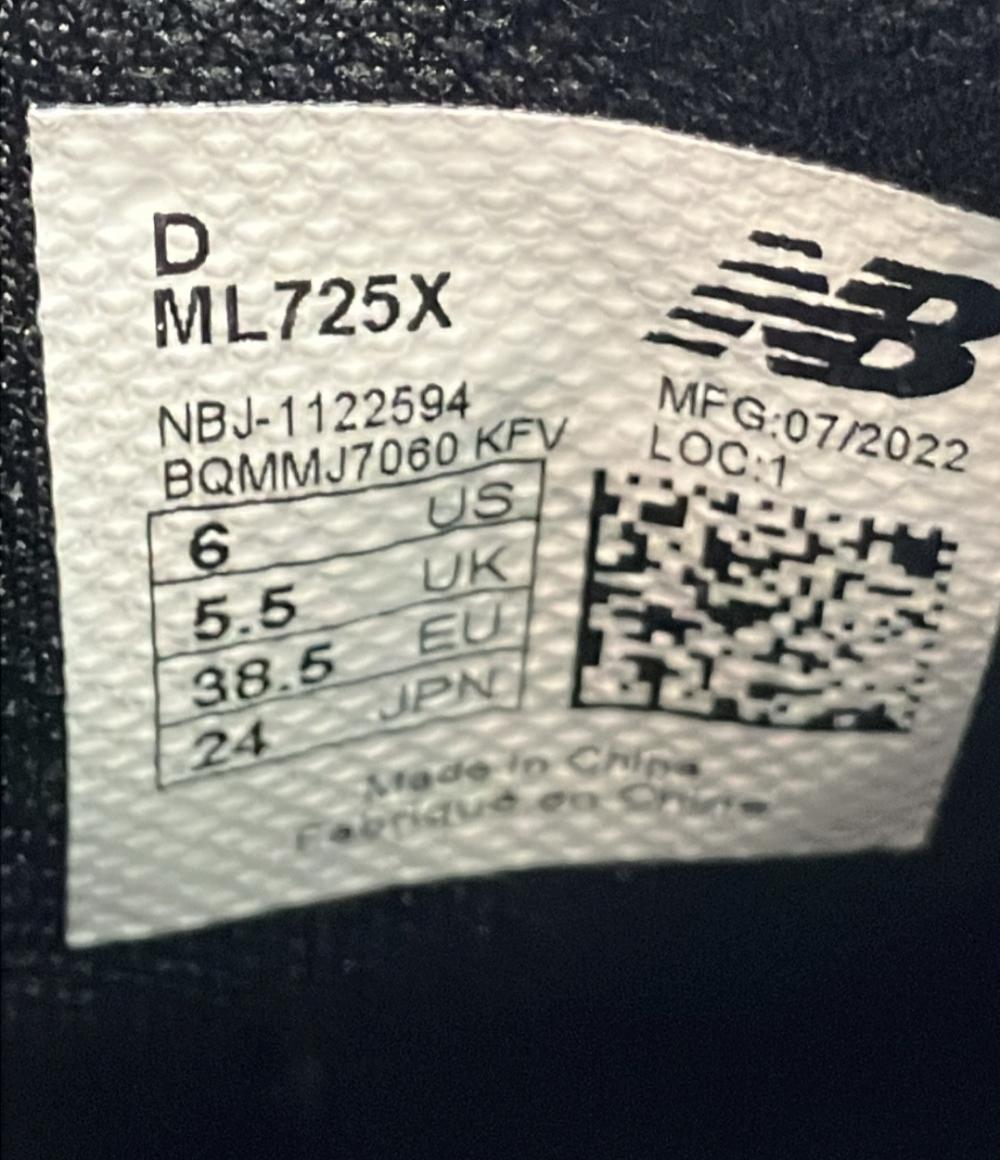 D
ML725X
NBJ-1122594
BQMMJ7060 KFV
6 US
5.5 UK
38.5 EU
24 JPN
NB
MFG:07/2022
LOC:1
Made in China
Fabriqué en Chine